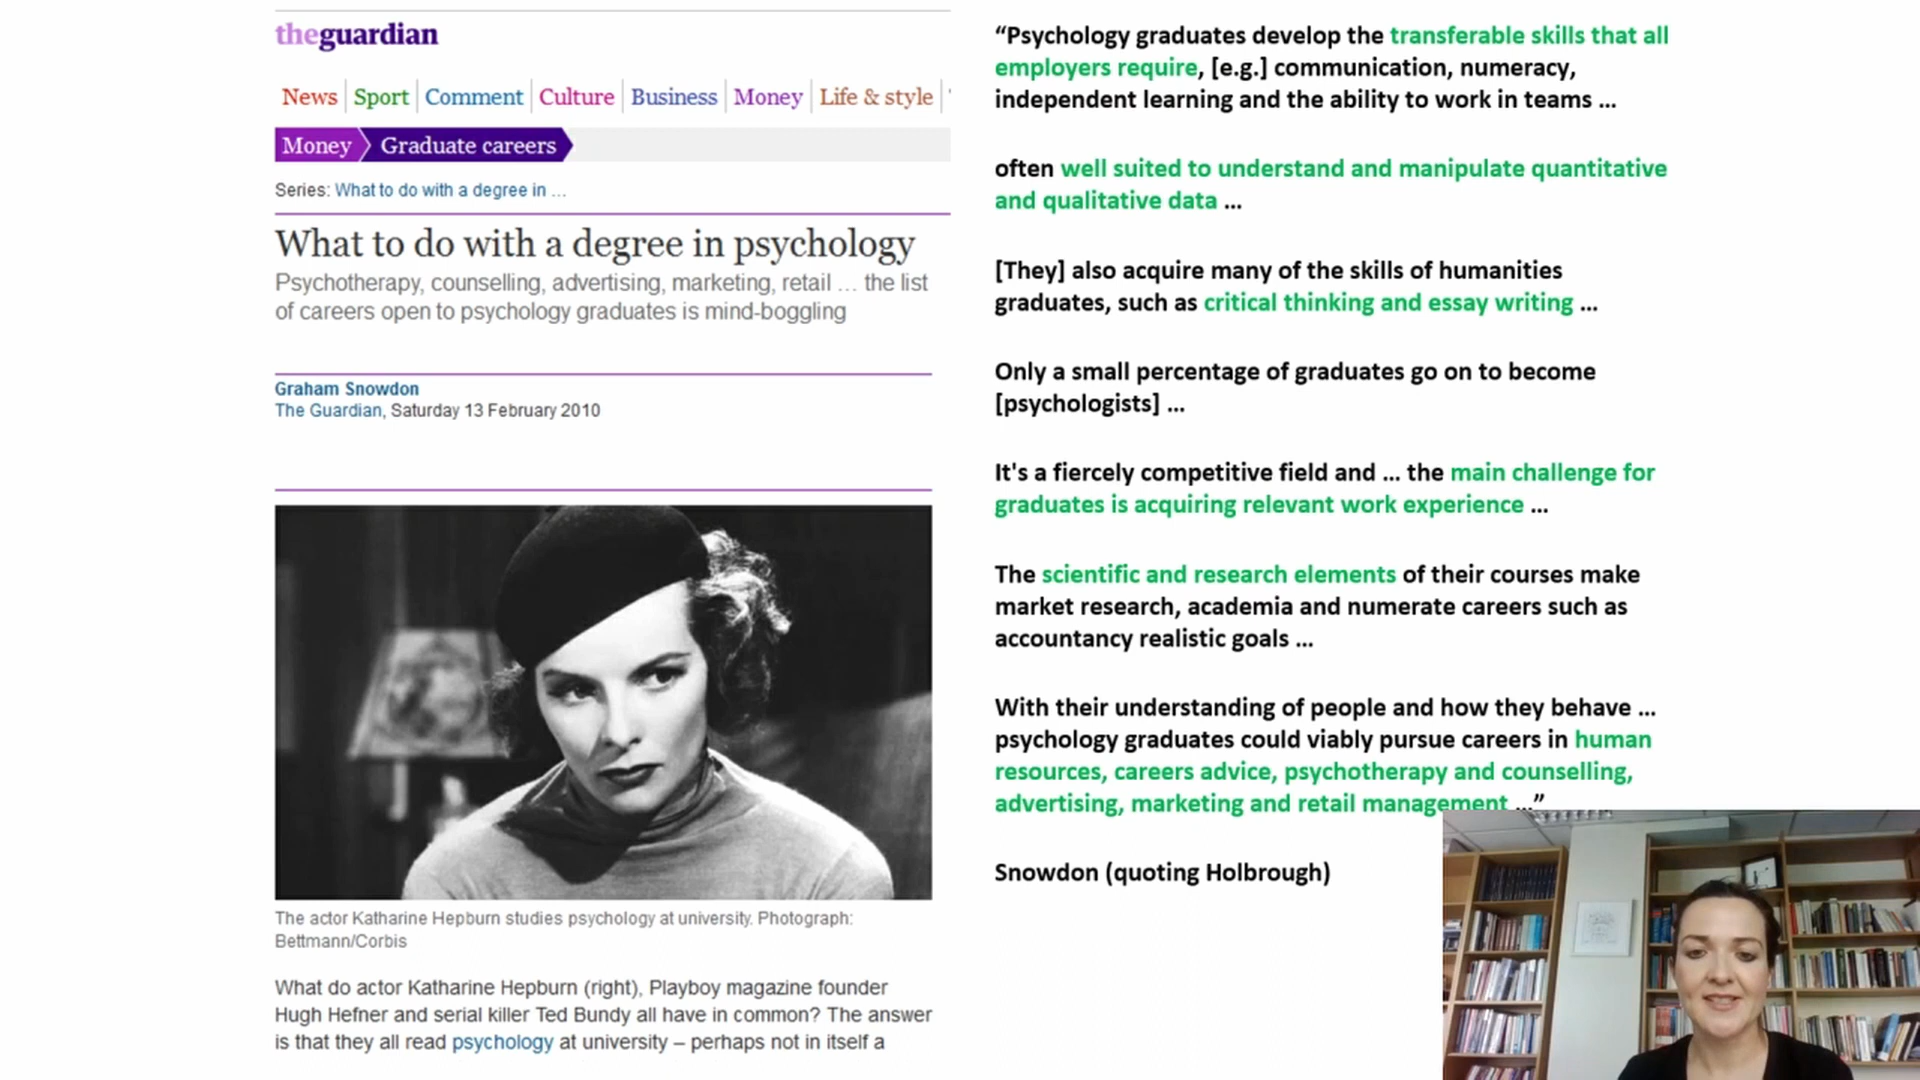 theguardian
News Sport Comment Culture Business Money Life & style
Money Graduate careers
Series: What to do with a degree in ...
What to do with a degree in psychology
Psychotherapy, counselling, advertising, marketing, retail ... the list
of careers open to psychology graduates is mind-boggling
Graham Snowdon
The Guardian, Saturday 13 February 2010
The actor Katharine Hepburn studies psychology at university. Photograph:
Bettmann/Corbis
What do actor Katharine Hepburn (right), Playboy magazine founder
Hugh Hefner and serial killer Ted Bundy all have in common? The answer
is that they all read psychology at university – perhaps not in itself a
“Psychology graduates develop the transferable skills that all
employers require, [e.g.] communication, numeracy,
independent learning and the ability to work in teams ...
often well suited to understand and manipulate quantitative
and qualitative data ...
[They] also acquire many of the skills of humanities
graduates, such as critical thinking and essay writing ...
Only a small percentage of graduates go on to become
[psychologists] ...
It's a fiercely competitive field and ... the main challenge for
graduates is acquiring relevant work experience ...
The scientific and research elements of their courses make
market research, academia and numerate careers such as
accountancy realistic goals ...
With their understanding of people and how they behave ...
psychology graduates could viably pursue careers in human
resources, careers advice, psychotherapy and counselling,
advertising, marketing and retail management ...”
Snowdon (quoting Holbrough)